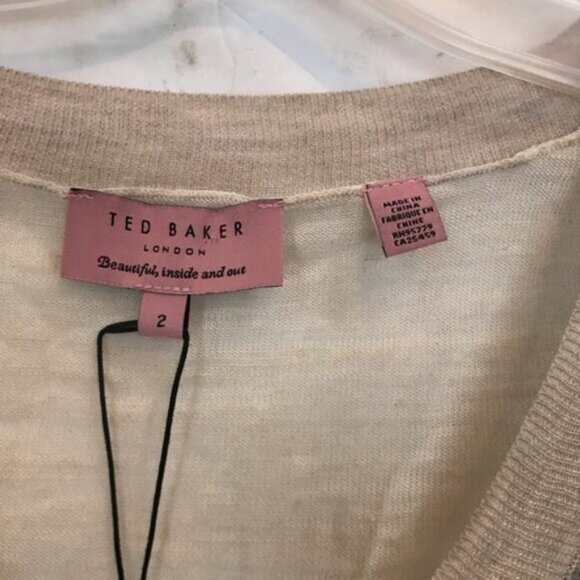 TED BAKER
LONDON
Beautiful, inside and out
2
MADE IN
CHINA
FABRIQUE EN
CHINE
RN95729
CA25459